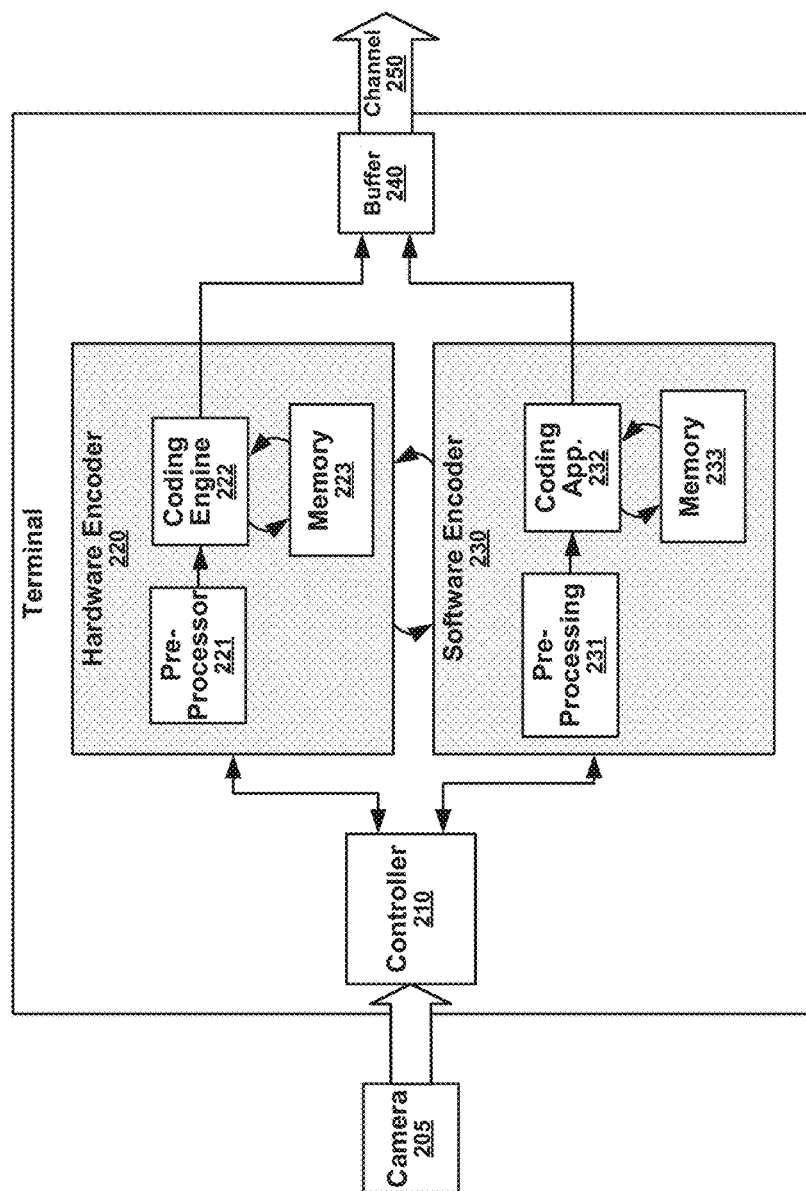 Terminal
Camera
205
Controller
210
Hardware Encoder
220
Pre-
Processor
221
Coding
Engine
222
Memory
223
Software Encoder
230
Pre-
Processing
231
Coding
App.
232
Memory
233
Buffer
240
Channel
250